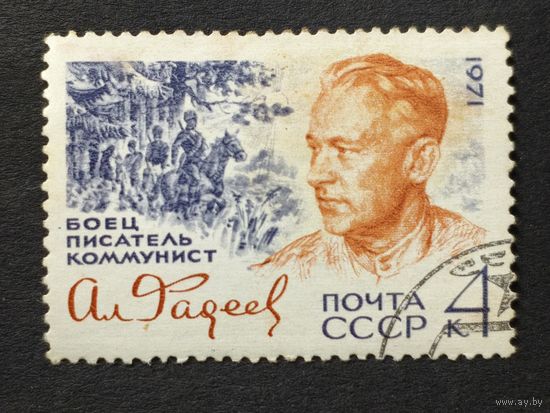 1971
БОЕЦ
ПИСАТЕЛЬ
КОММУНИСТ
Ал Фадеев
ПОЧТА
СССР
4 К
www.ay.by